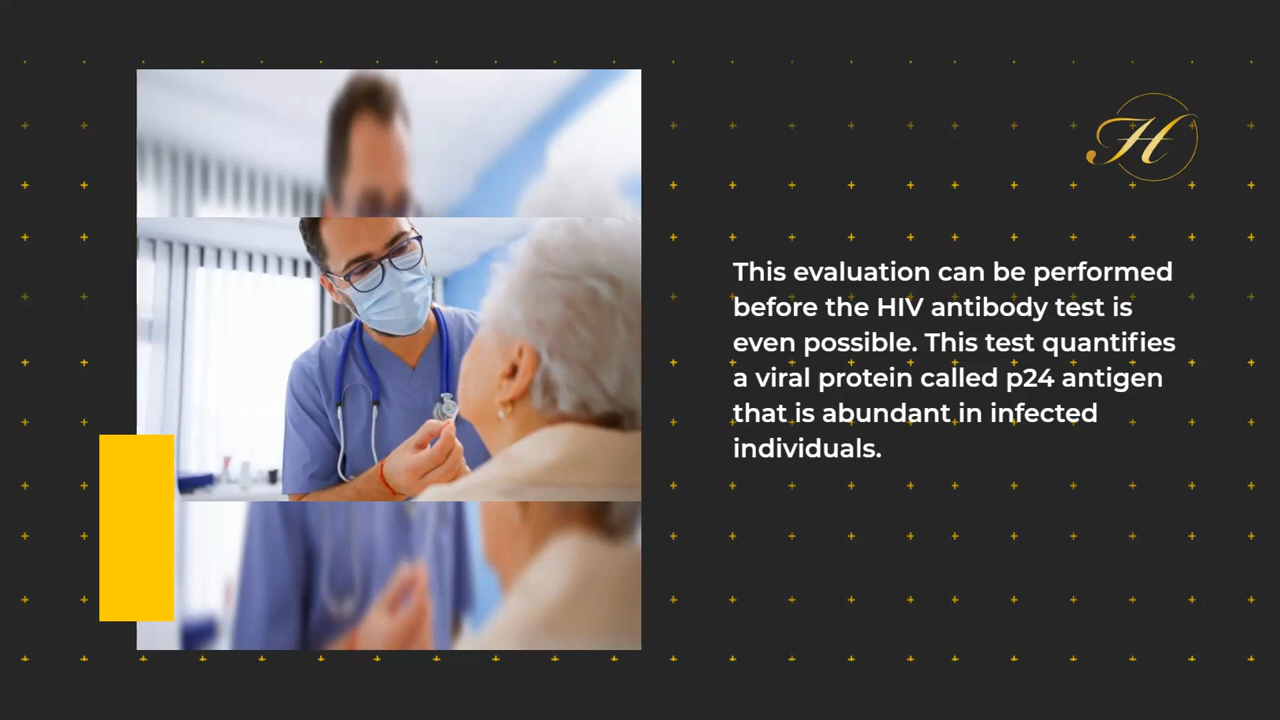 H
This evaluation can be performed
before the HIV antibody test is
even possible. This test quantifies
a viral protein called p24 antigen
that is abundant in infected
individuals.